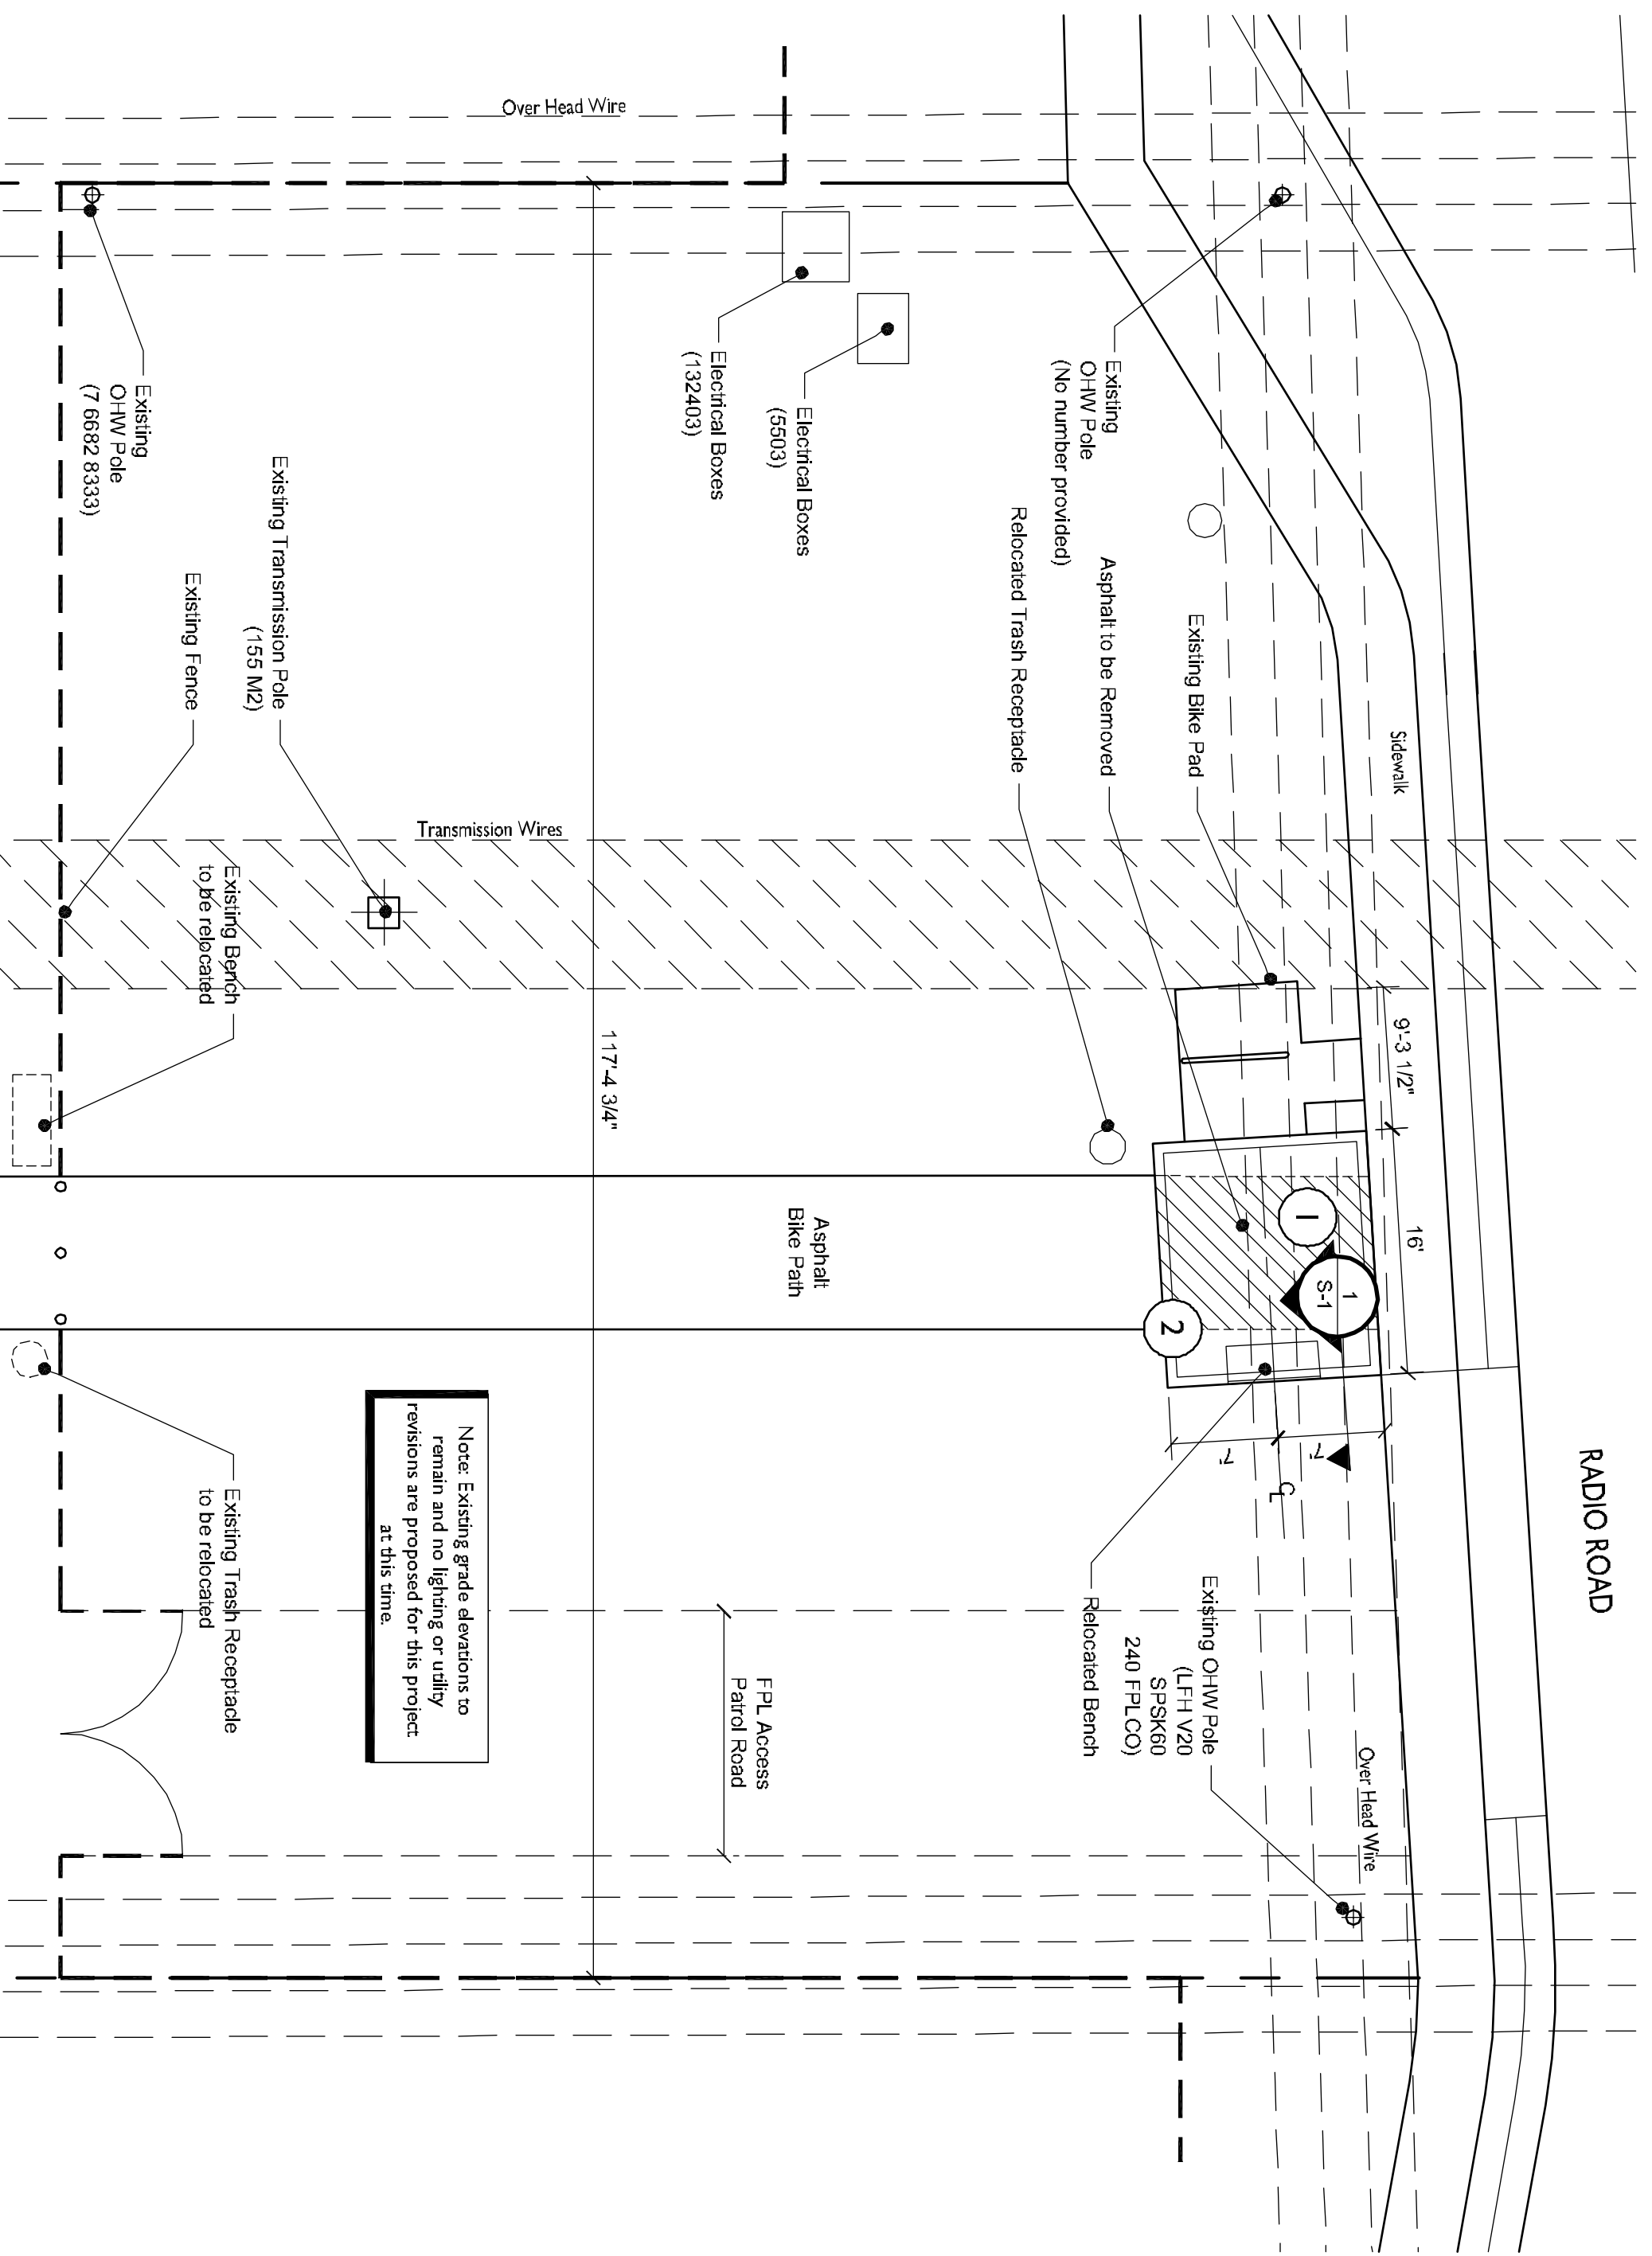 RADIO ROAD
Sidewalk
Over Head Wire
9'-3 1/2"
16'
1
1
S-1
2
7'
7'
CL
Existing Bike Pad
Asphalt to be Removed
Existing
OHW Pole
(No number provided)
Relocated Trash Receptacle
Existing OHW Pole
(LFH V20
SPSK60
240 FPLCO)
Relocated Bench
Electrical Boxes
(5503)
Electrical Boxes
(132403)
Asphalt
Bike Path
FPL Access
Patrol Road
117'-4 3/4"
Over Head Wire
Transmission Wires
Note: Existing grade elevations to
remain and no lighting or utility
revisions are proposed for this project
at this time.
Existing Transmission Pole
(155 M2)
Existing Bench
to be relocated
Existing Trash Receptacle
to be relocated
Existing Fence
Existing
OHW Pole
(7 6682 8333)